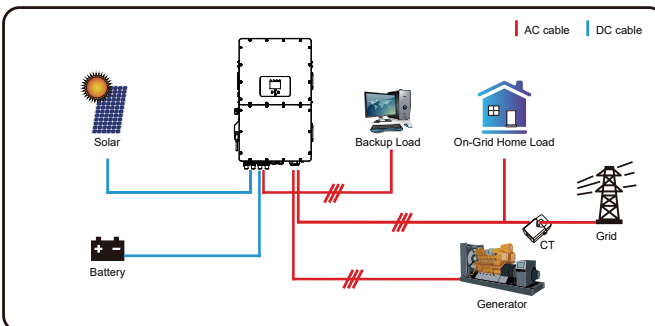 AC cable
DC cable
Solar
Backup Load
On-Grid Home Load
Battery
CT
Grid
Generator